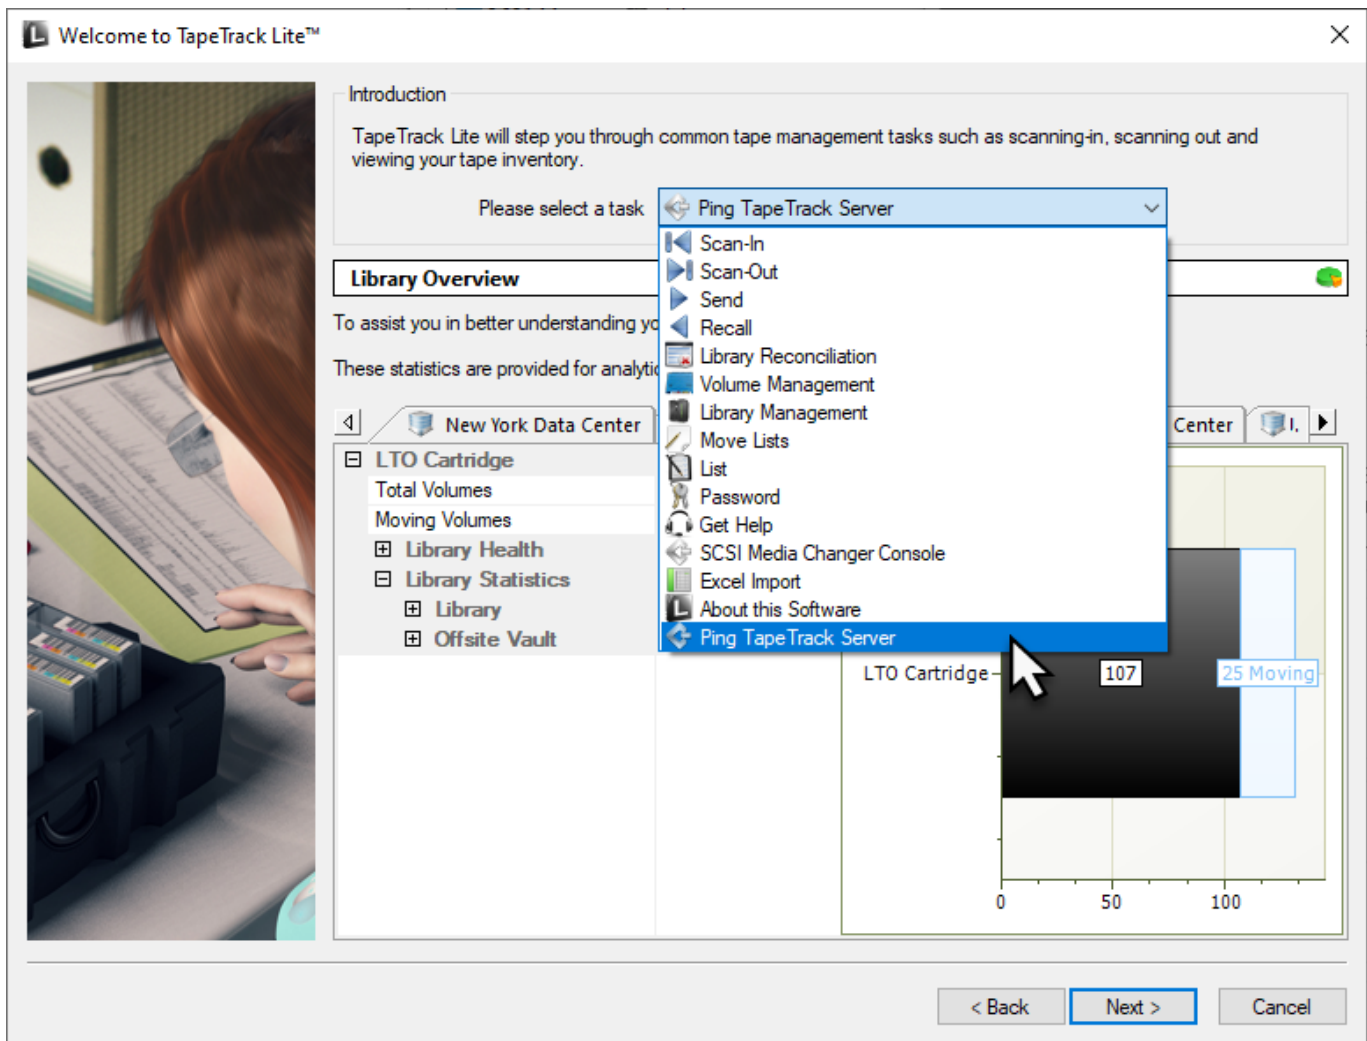 Welcome to TapeTrack Lite™
Introduction
TapeTrack Lite will step you through common tape management tasks such as scanning-in, scanning out and
viewing your tape inventory.
Please select a task
Ping TapeTrack Server
Scan-In
Scan-Out
Send
Recall
Library Reconciliation
Volume Management
Library Management
Move Lists
List
Password
Get Help
SCSI Media Changer Console
Excel Import
About this Software
Ping TapeTrack Server
Library Overview
To assist you in better understanding yo
These statistics are provided for analytic
New York Data Center
Center
LTO Cartridge
Total Volumes
Moving Volumes
Library Health
Library Statistics
Library
Offsite Vault
LTO Cartridge
107
25 Moving
0 50 100
< Back
Next >
Cancel